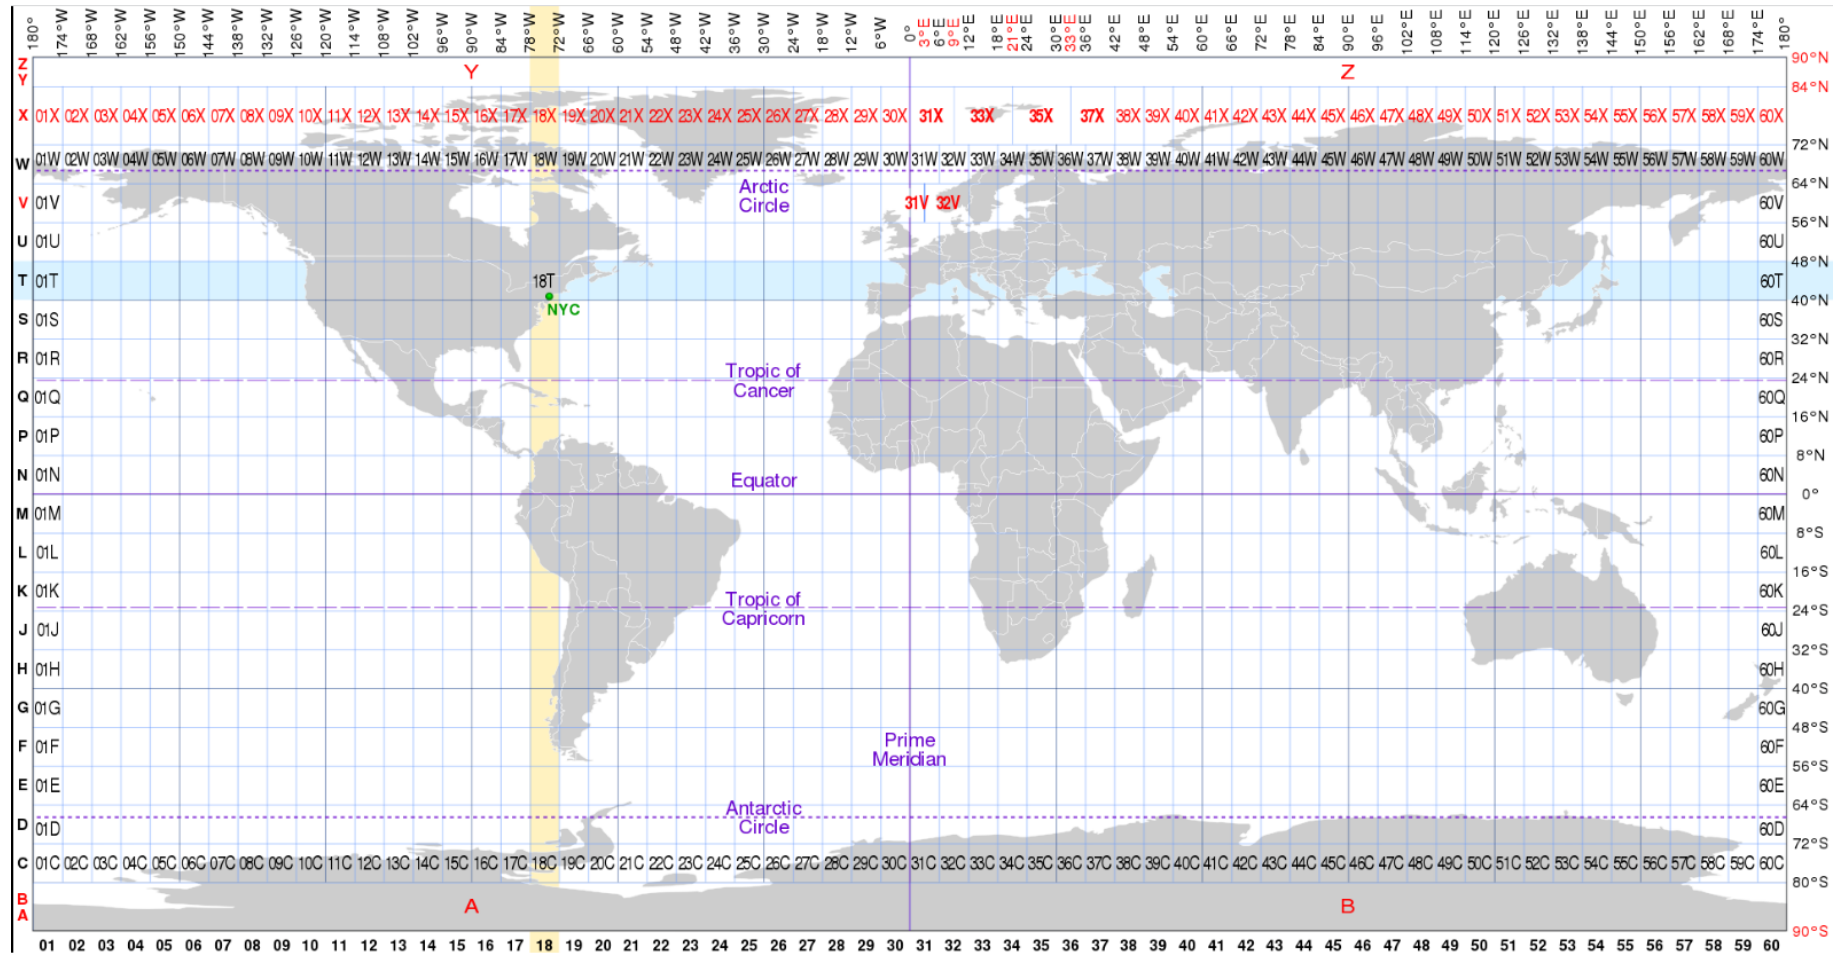 180° 174°W 168°W 162°W 156°W 150°W 144°W 138°W 132°W 126°W 120°W 114°W 108°W 102°W 96°W 90°W 84°W 78°W 72°W 66°W 60°W 54°W 48°W 42°W 36°W 30°W 24°W 18°W 12°W 6°W 0° 3°E 6°E 9°E 12°E 18°E 21°E 24°E 30°E 33°E 36°E 42°E 48°E 54°E 60°E 66°E 72°E 78°E 84°E 90°E 96°E 102°E 108°E 114°E 120°E 126°E 132°E 138°E 144°E 150°E 156°E 162°E 168°E 174°E 180°
90°N
Z
Y
Y Z
84°N
X 01X 02X 03X 04X 05X 06X 07X 08X 09X 10X 11X 12X 13X 14X 15X 16X 17X 18X 19X 20X 21X 22X 23X 24X 25X 26X 27X 28X 29X 30X 31X 33X 35X 37X 38X 39X 40X 41X 42X 43X 44X 45X 46X 47X 48X 49X 50X 51X 52X 53X 54X 55X 56X 57X 58X 59X 60X
72°N
W 01W 02W 03W 04W 05W 06W 07W 08W 09W 10W 11W 12W 13W 14W 15W 16W 17W 18W 19W 20W 21W 22W 23W 24W 25W 26W 27W 28W 29W 30W 31W 32W 33W 34W 35W 36W 37W 38W 39W 40W 41W 42W 43W 44W 45W 46W 47W 48W 49W 50W 51W 52W 53W 54W 55W 56W 57W 58W 59W 60W
Arctic
Circle
64°N
V 01V 31V 32V 60V
56°N
U 01U 60U
48°N
T 01T 18T 60T
40°N
NYC
S 01S 60S
32°N
R 01R 60R
Tropic of
Cancer
24°N
Q 01Q 60Q
16°N
P 01P 60P
8°N
N 01N 60N
Equator
0°
M 01M 60M
8°S
L 01L 60L
16°S
K 01K 60K
Tropic of
Capricorn
24°S
J 01J 60J
32°S
H 01H 60H
40°S
G 01G 60G
48°S
Prime
Meridian
F 01F 60F
56°S
E 01E 60E
64°S
Antarctic
Circle
D 01D 60D
72°S
C 01C 02C 03C 04C 05C 06C 07C 08C 09C 10C 11C 12C 13C 14C 15C 16C 17C 18C 19C 20C 21C 22C 23C 24C 25C 26C 27C 28C 29C 30C 31C 32C 33C 34C 35C 36C 37C 38C 39C 40C 41C 42C 43C 44C 45C 46C 47C 48C 49C 50C 51C 52C 53C 54C 55C 56C 57C 58C 59C 60C
80°S
B
A
A B
90°S
01 02 03 04 05 06 07 08 09 10 11 12 13 14 15 16 17 18 19 20 21 22 23 24 25 26 27 28 29 30 31 32 33 34 35 36 37 38 39 40 41 42 43 44 45 46 47 48 49 50 51 52 53 54 55 56 57 58 59 60